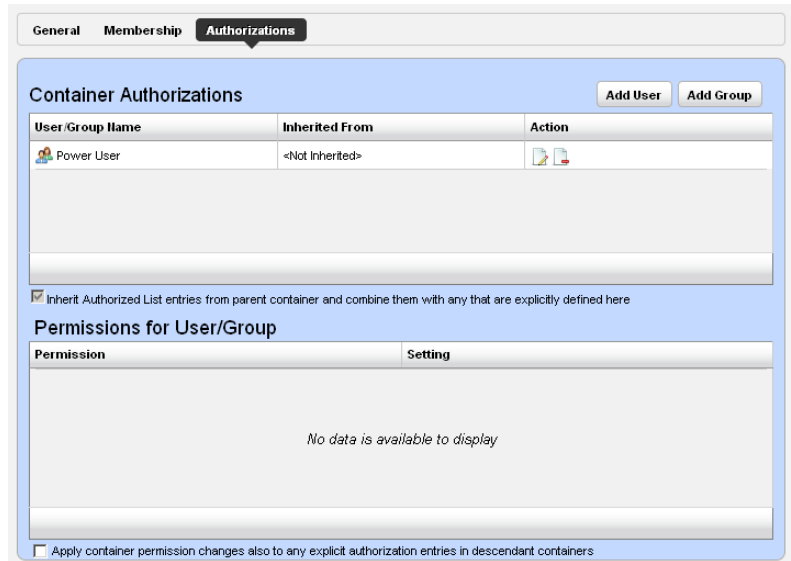 General Membership Authorizations
Container Authorizations Add User Add Group
User/Group Name Inherited From Action
Power User <Not Inherited>
Inherit Authorized List entries from parent container and combine them with any that are explicitly defined here
Permissions for User/Group
Permission Setting
No data is available to display
Apply container permission changes also to any explicit authorization entries in descendant containers